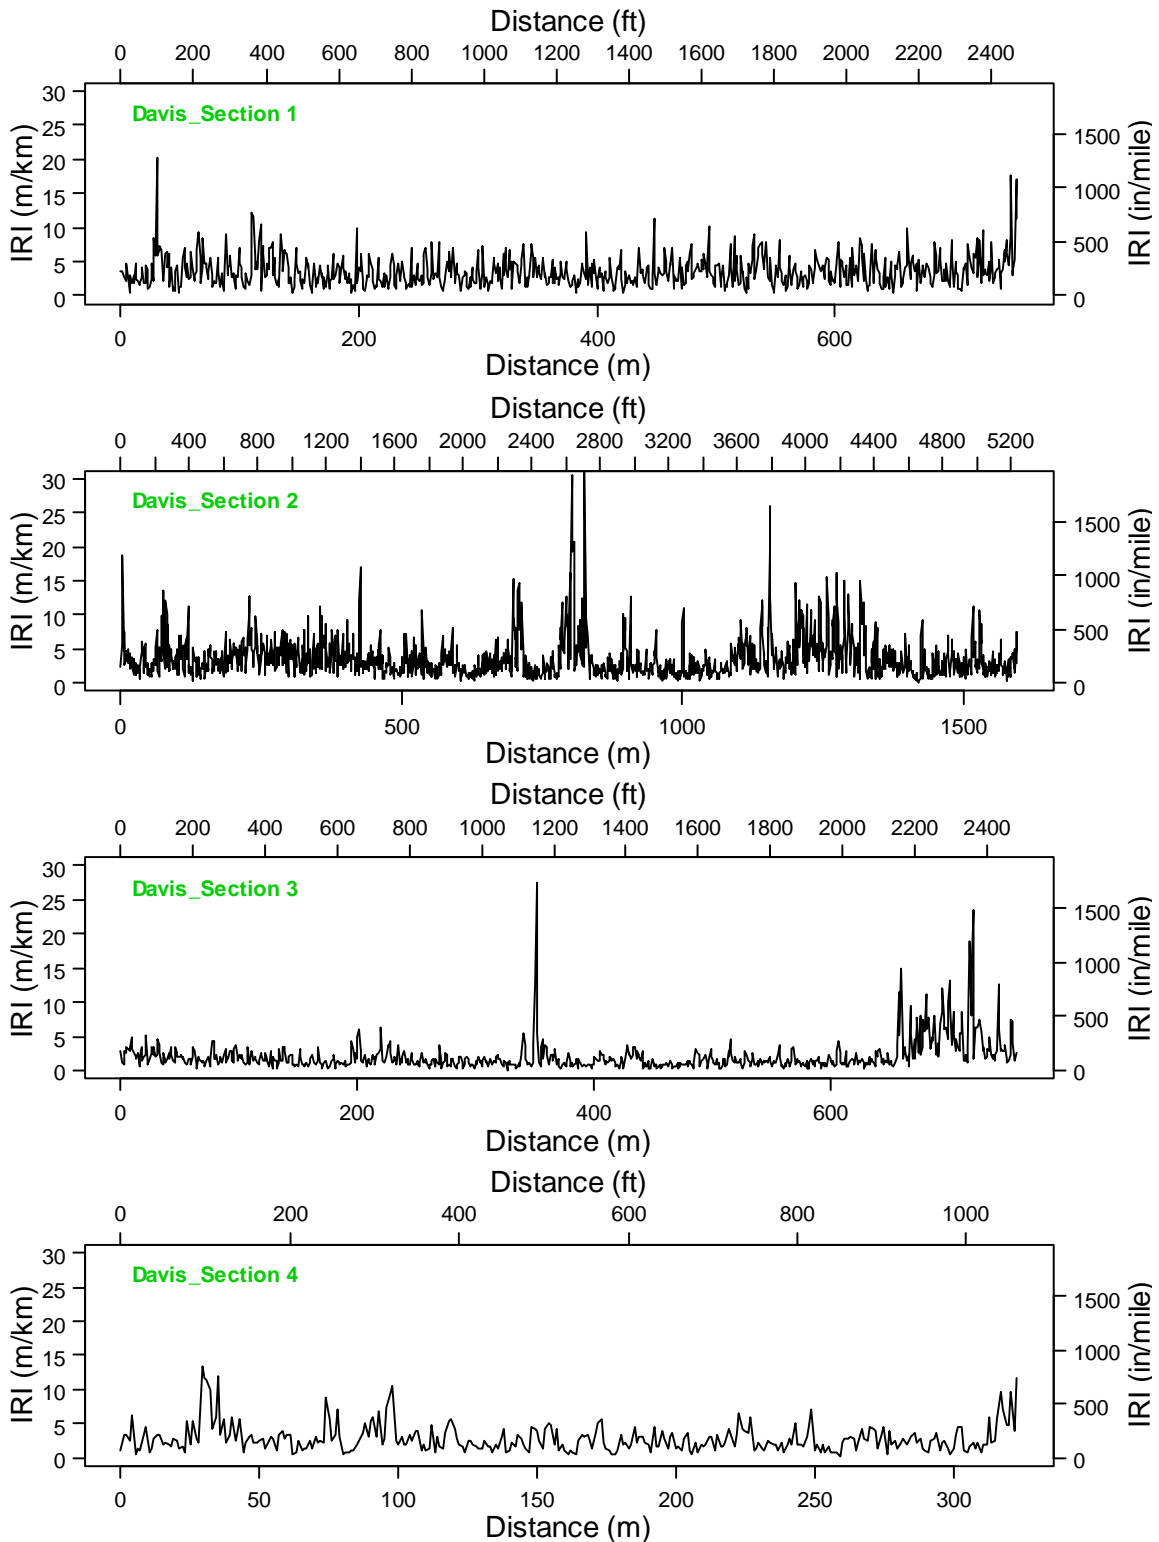 Distance (ft)
0 200 400 600 800 1000 1200 1400 1600 1800 2000 2200 2400
Davis_Section 1
IRI (m/km)
30
25
20
15
10
5
0
1500
1000
500
0
IRI (in/mile)
0 200 400 600
Distance (m)
Distance (ft)
0 400 800 1200 1600 2000 2400 2800 3200 3600 4000 4400 4800 5200
Davis_Section 2
IRI (m/km)
30
25
20
15
10
5
0
1500
1000
500
0
IRI (in/mile)
0 500 1000 1500
Distance (m)
Distance (ft)
0 200 400 600 800 1000 1200 1400 1600 1800 2000 2200 2400
Davis_Section 3
IRI (m/km)
30
25
20
15
10
5
0
1500
1000
500
0
IRI (in/mile)
0 200 400 600
Distance (m)
Distance (ft)
0 200 400 600 800 1000
Davis_Section 4
IRI (m/km)
30
25
20
15
10
5
0
1500
1000
500
0
IRI (in/mile)
0 50 100 150 200 250 300
Distance (m)